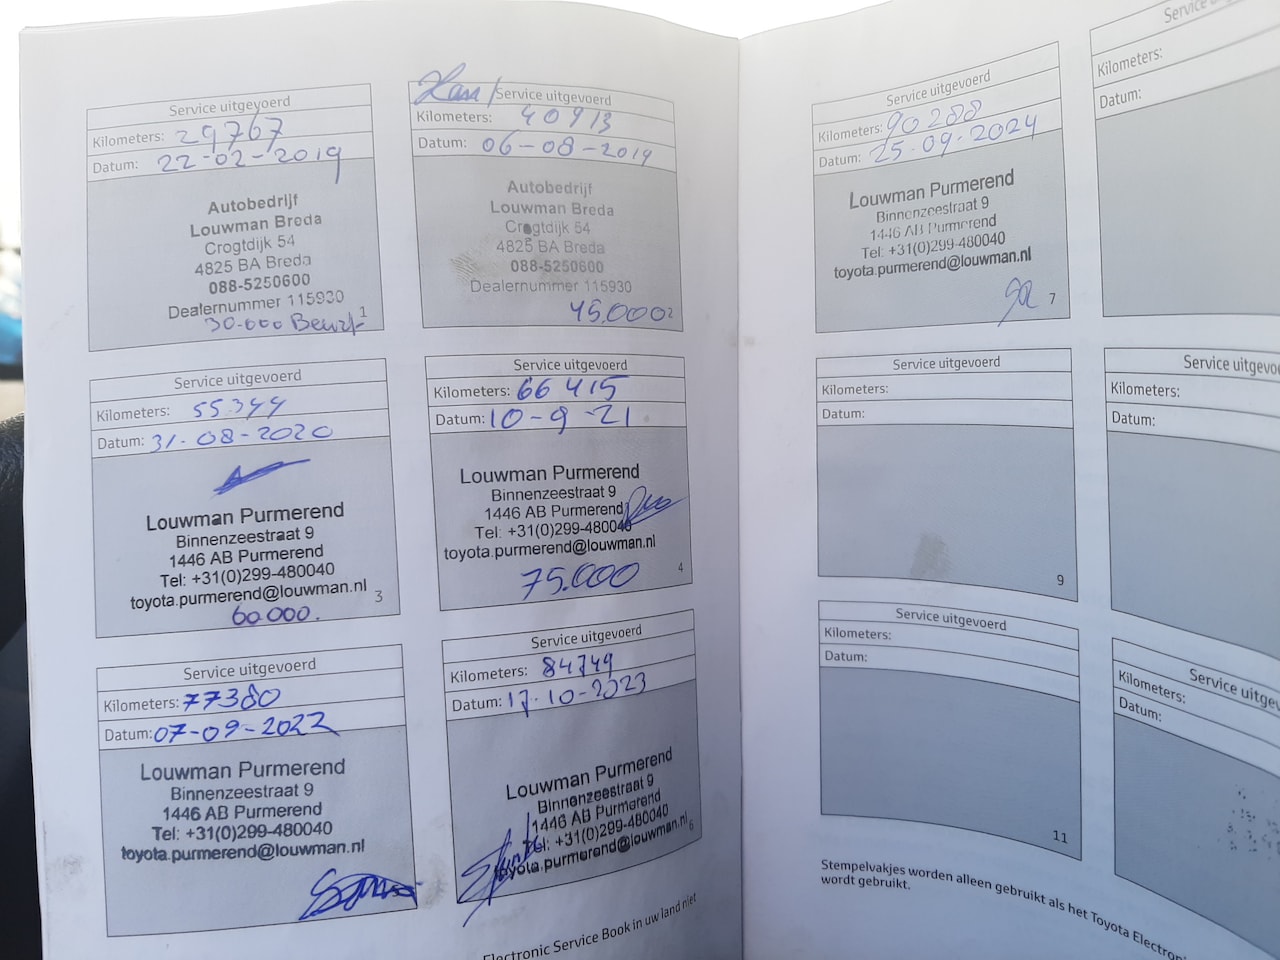 Service uitgevoerd
Kilometers: 29767
Datum: 22-02-2019
Autobedrijf
Louwman Breda
Crogtdijk 54
4825 BA Breda
088-5250600
Dealernummer 115930
30.000
1
Service uitgevoerd
Kilometers: 40913
Datum: 06-08-2019
Autobedrijf
Louwman Breda
Crogtdijk 54
4825 BA Breda
088-5250600
Dealernummer 115930
45.000
2
Service uitgevoerd
Kilometers: 55344
Datum: 31-08-2020
Louwman Purmerend
Binnenzeestraat 9
1446 AB Purmerend
Tel: +31(0)299-480040
toyota.purmerend@louwman.nl
60.000.
3
Service uitgevoerd
Kilometers: 66415
Datum: 10-9-21
Louwman Purmerend
Binnenzeestraat 9
1446 AB Purmerend
Tel: +31(0)299-480040
toyota.purmerend@louwman.nl
75.000
4
Service uitgevoerd
Kilometers: 77380
Datum: 07-09-2022
Louwman Purmerend
Binnenzeestraat 9
1446 AB Purmerend
Tel: +31(0)299-480040
toyota.purmerend@louwman.nl
Service uitgevoerd
Kilometers: 84749
Datum: 17-10-2023
Louwman Purmerend
Binnenzeestraat 9
1446 AB Purmerend
Tel: +31(0)299-480040
toyota.purmerend@louwman.nl
6
Electronic Service Book in uw land niet
Service uitgevoerd
Kilometers: 90288
Datum: 25-09-2024
Louwman Purmerend
Binnenzeestraat 9
1446 AB Purmerend
Tel: +31(0)299-480040
toyota.purmerend@louwman.nl
7
Service
Kilometers:
Datum:
Service uitgevoerd
Kilometers:
Datum:
9
Service uitgevoe
Kilometers:
Datum:
Service uitgevoerd
Kilometers:
Datum:
11
Service uitgev
Kilometers:
Datum:
Stempelvakjes worden alleen gebruikt als het Toyota Electron
wordt gebruikt.